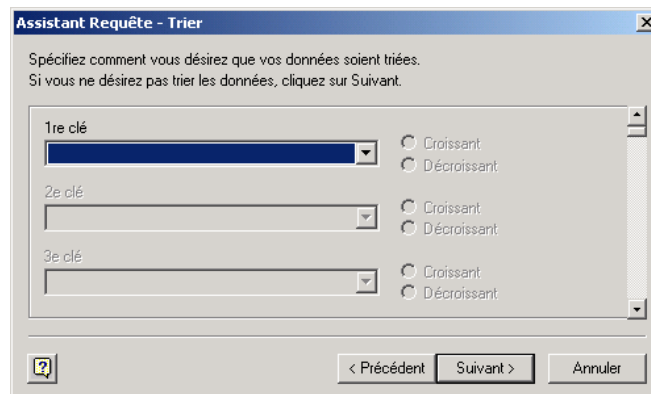 Assistant Requête - Trier
Spécifiez comment vous désirez que vos données soient triées.
Si vous ne désirez pas trier les données, cliquez sur Suivant.
1re clé
Croissant
Décroissant
2e clé
Croissant
Décroissant
3e clé
Croissant
Décroissant
< Précédent
Suivant >
Annuler